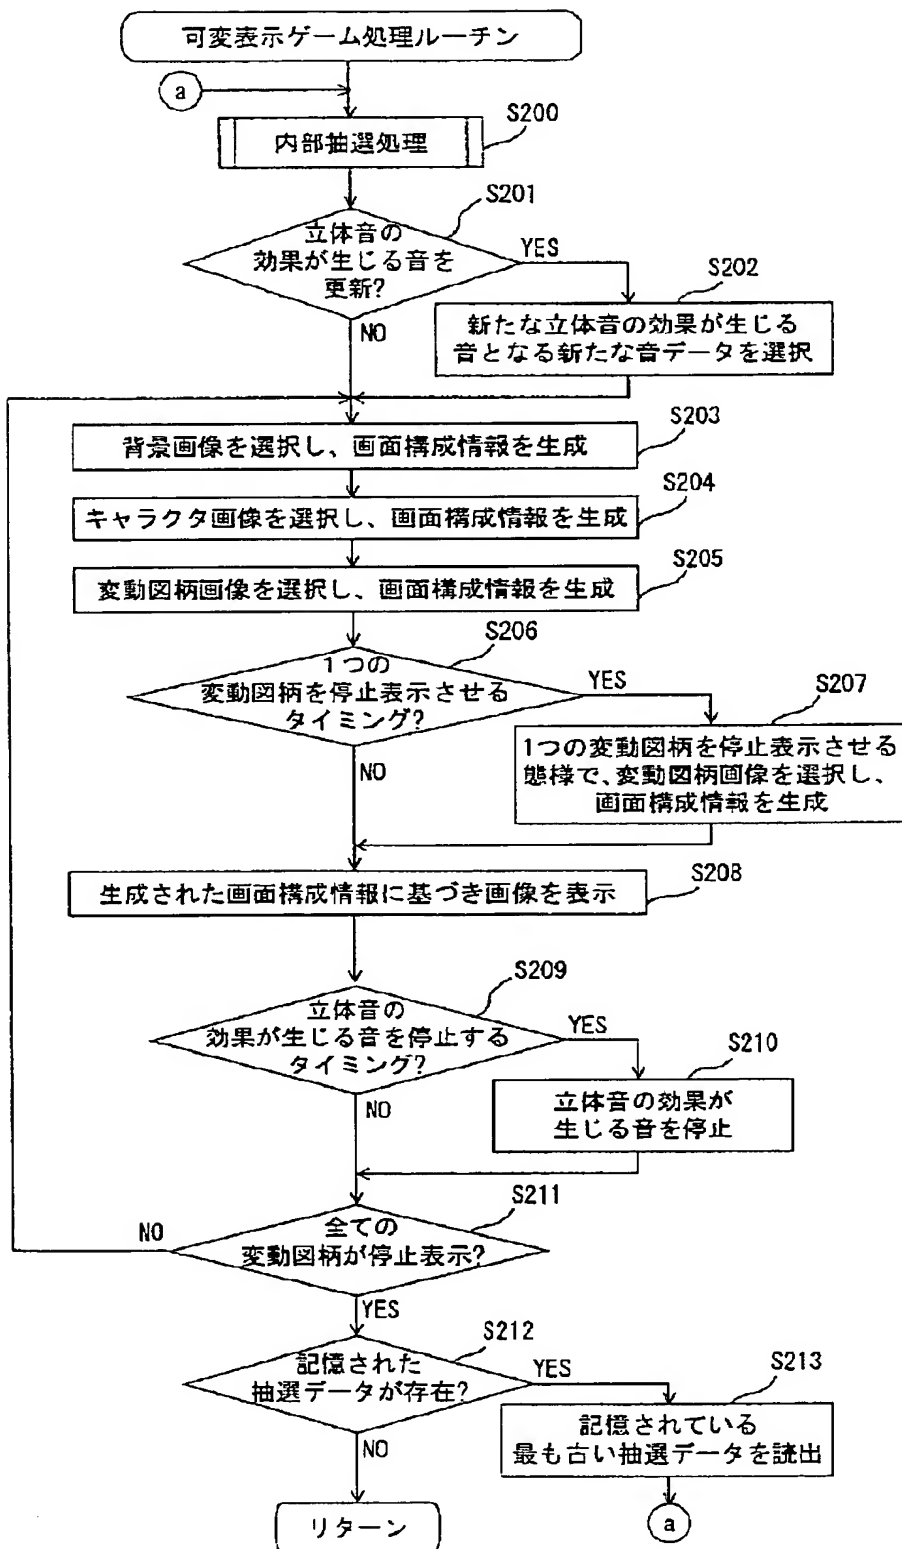 可変表示ゲーム処理ルーチン
a
S200
内部抽選処理
S201
立体音の
効果が生じる音を
更新?
YES
NO
S202
新たな立体音の効果が生じる
音となる新たな音データを選択
S203
背景画像を選択し、画面構成情報を生成
S204
キャラクタ画像を選択し、画面構成情報を生成
S205
変動図柄画像を選択し、画面構成情報を生成
S206
1つの
変動図柄を停止表示させる
タイミング?
YES
NO
S207
1つの変動図柄を停止表示させる
態様で、変動図柄画像を選択し、
画面構成情報を生成
S208
生成された画面構成情報に基づき画像を表示
S209
立体音の
効果が生じる音を停止する
タイミング?
YES
NO
S210
立体音の効果が
生じる音を停止
S211
全ての
変動図柄が停止表示?
NO
YES
S212
記憶された
抽選データが存在?
YES
NO
S213
記憶されている
最も古い抽選データを読出
リターン
a